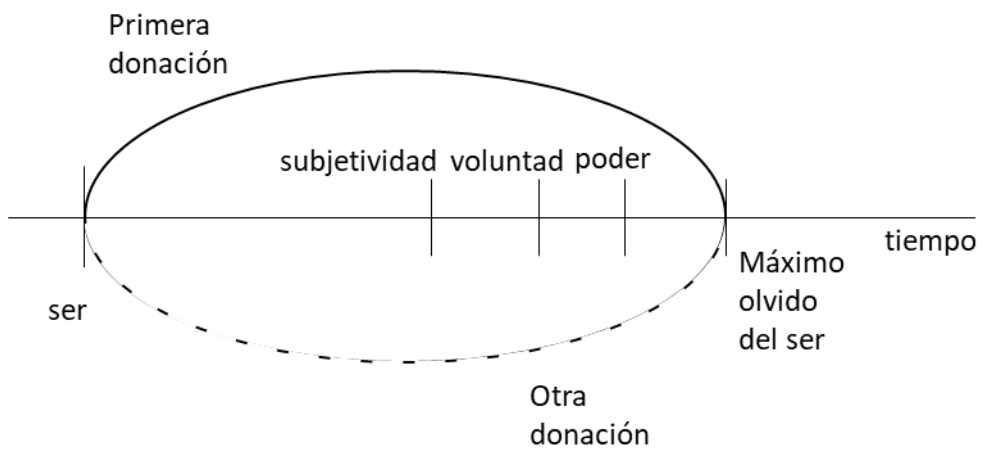 Primera
donación
subjetividad voluntad poder
tiempo
ser
Máximo
olvido
del ser
Otra
donación